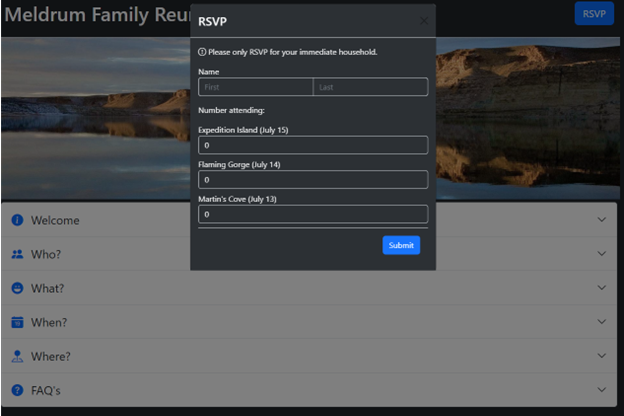 Meldrum Family Reu
RSVP
RSVP
Please only RSVP for your immediate household.
Name
First Last
Number attending:
Expedition Island (July 15)
0
Flaming Gorge (July 14)
0
Martin's Cove (July 13)
0
Submit
Welcome
Who?
What?
When?
Where?
FAQ's